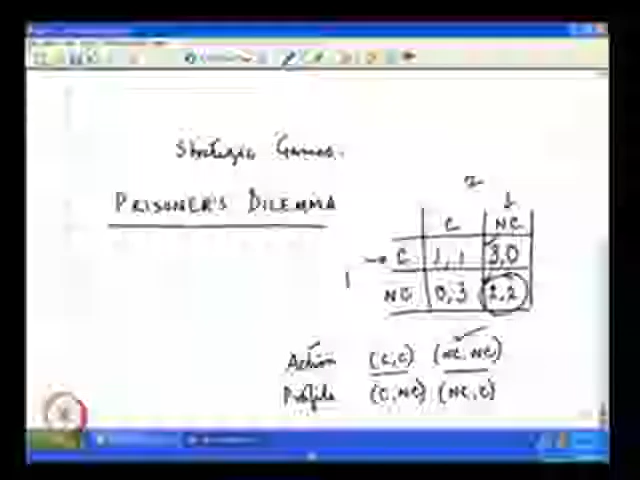 Strategic Games.
PRISONER'S DILEMMA
2
C NC
C 1,1 3,0
1
NC 0,3 2,2
Action (C,C) (NC,NC)
Profile (C,NC) (NC,C)